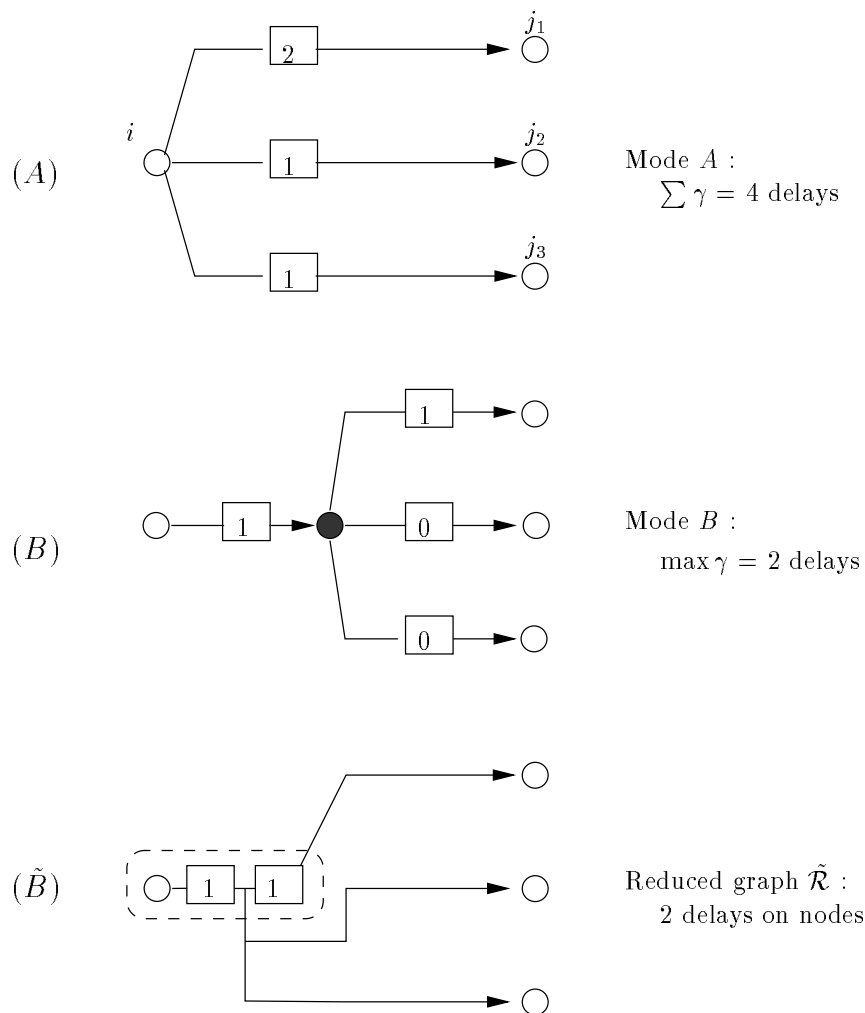 j₁
2
i
j₂
(A)
1
Mode A :
∑ γ = 4 delays
j₃
1
1
(B)
1
0
Mode B :
max γ = 2 delays
0
(B̃)
1 1
Reduced graph R̃ :
2 delays on nodes